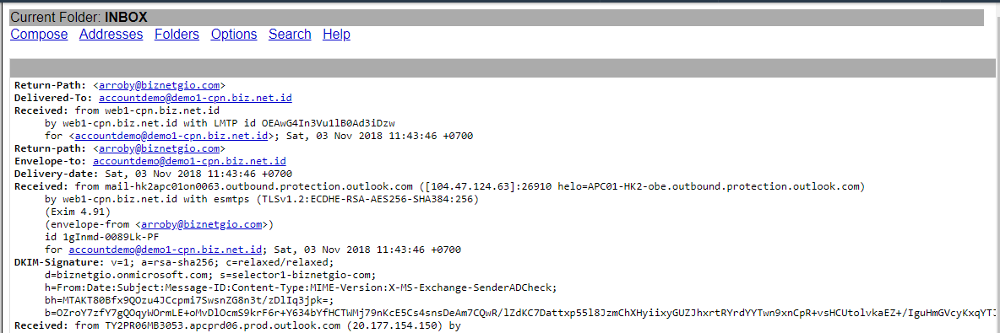 Current Folder: INBOX
Compose Addresses Folders Options Search Help
Return-Path: <arroby@biznetgio.com>
Delivered-To: accountdemo@demo1-cpn.biz.net.id
Received: from web1-cpn.biz.net.id
by web1-cpn.biz.net.id with LMTP id OEAwG4In3Vu1lB0Ad3iDzw
for <accountdemo@demo1-cpn.biz.net.id>; Sat, 03 Nov 2018 11:43:46 +0700
Return-path: <arroby@biznetgio.com>
Envelope-to: accountdemo@demo1-cpn.biz.net.id
Delivery-date: Sat, 03 Nov 2018 11:43:46 +0700
Received: from mail-hk2apc01on0063.outbound.protection.outlook.com ([104.47.124.63]:26910 helo=APC01-HK2-obe.outbound.protection.outlook.com)
by web1-cpn.biz.net.id with esmtps (TLSv1.2:ECDHE-RSA-AES256-SHA384:256)
(Exim 4.91)
(envelope-from <arroby@biznetgio.com>)
id 1gInmd-0089Lk-PF
for accountdemo@demo1-cpn.biz.net.id; Sat, 03 Nov 2018 11:43:46 +0700
DKIM-Signature: v=1; a=rsa-sha256; c=relaxed/relaxed;
d=biznetgio.onmicrosoft.com; s=selector1-biznetgio-com;
h=From:Date:Subject:Message-ID:Content-Type:MIME-Version:X-MS-Exchange-SenderADCheck;
bh=MTAKT80Bfx9QOzu4JCcpmi7SwsnZG8n3t/zDlIq3jpk=;
b=OZroY7zfY7gQOqyWOrmLE+oMvDlOcmS9krF6r+Y634bYfHCTWMj79nKcE5Cs4snsDeAm7CQwR/lZdKC7Dattxp55l8JzmChXHyiixyGUZJhxrtRYrdYYTwn9xnCpR+vsHCUtolvkaEZ+/IguHmGVcyKxqYTJ
Received: from TY2PR06MB3053.apcprd06.prod.outlook.com (20.177.154.150) by